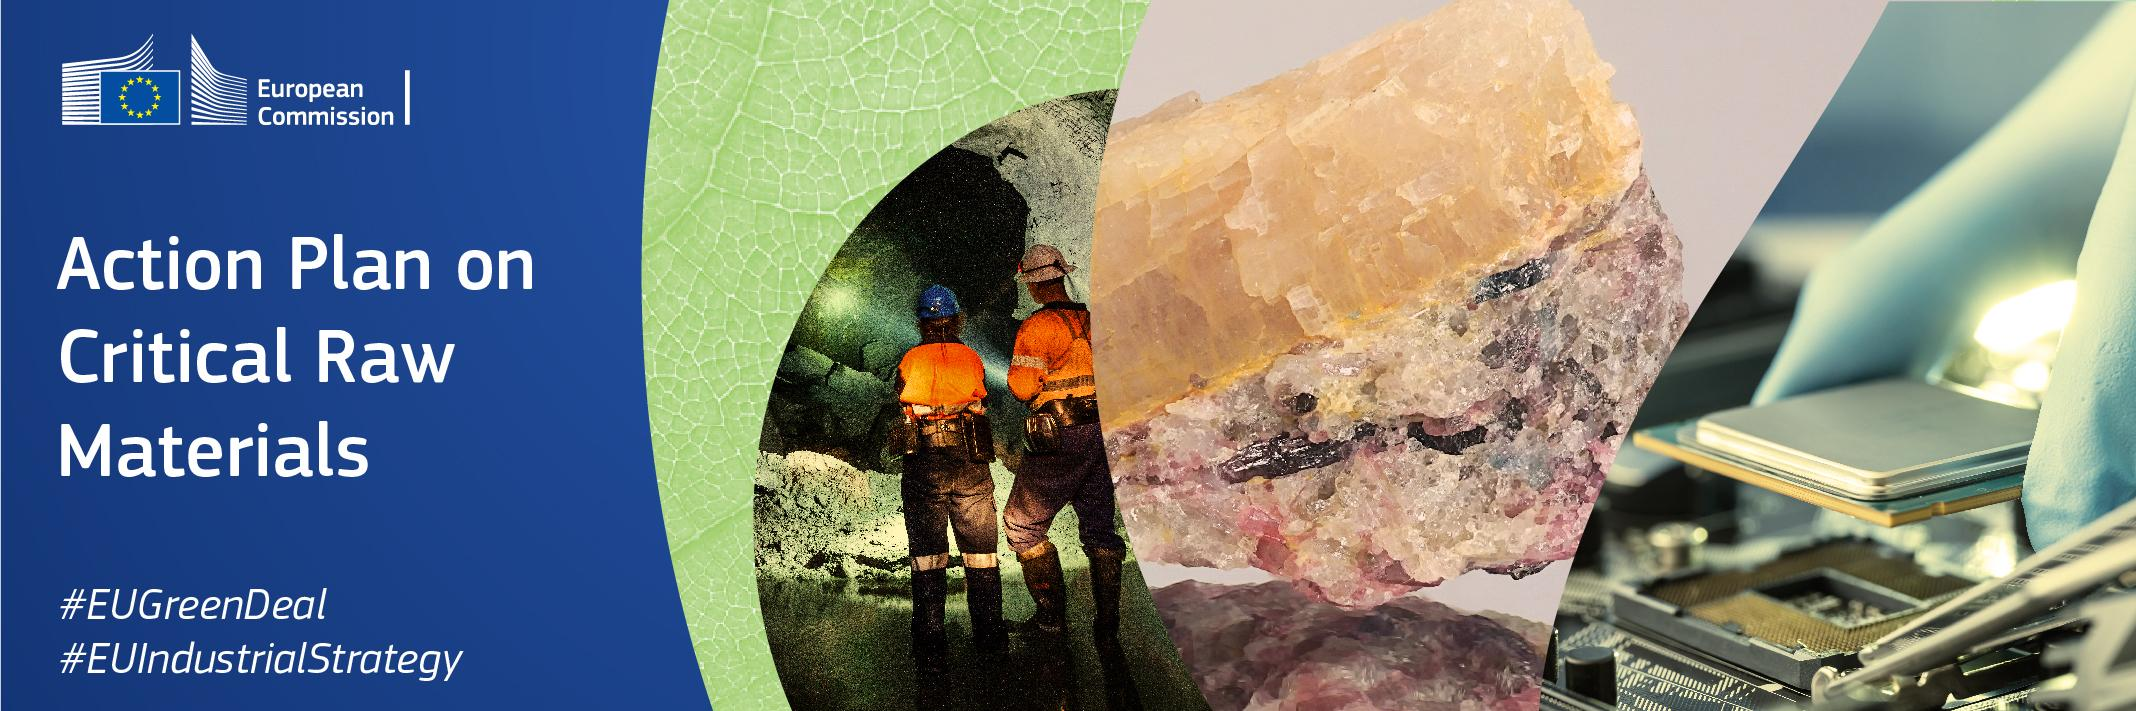 European
Commission
Action Plan on
Critical Raw
Materials
#EUGreenDeal
#EUIndustrialStrategy